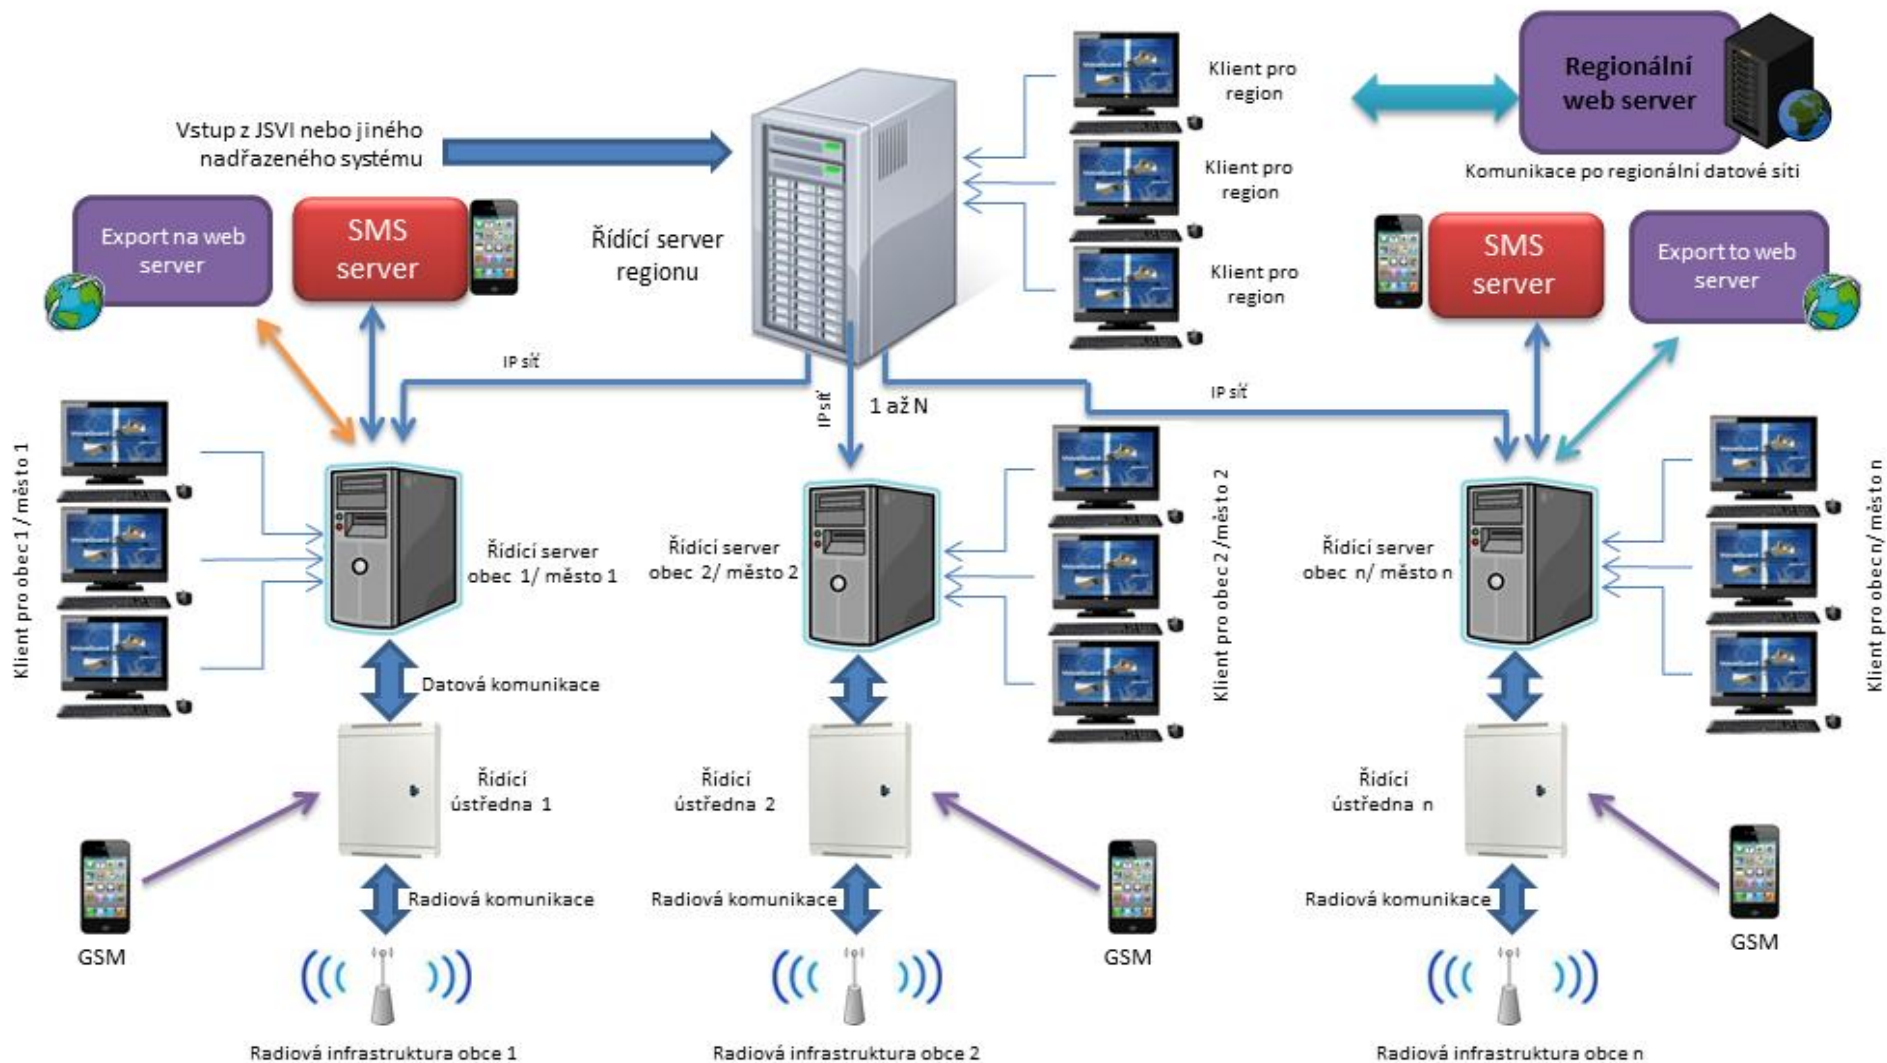 Vstup z JSVI nebo jiného
nadřazeného systému
Klient pro
region
Klient pro
region
Klient pro
region
Regionální
web server
Komunikace po regionální datové síti
Export na web
server
SMS
server
Řídící server
regionu
SMS
server
Export to web
server
IP síť
IP síť
1 až N
IP síť
Klient pro obec 1 / město 1
Řídící server
obec 1/ město 1
Řídící server
obec 2/ město 2
Klient pro obec 2 /město 2
Řídící server
obec n/ město n
Klient pro obec n/ město n
Datová komunikace
Řídící
ústředna 1
Řídící
ústředna 2
Řídící
ústředna n
Radiová komunikace
Radiová komunikace
Radiová komunikace
GSM
GSM
GSM
Radiová infrastruktura obce 1
Radiová infrastruktura obce 2
Radiová infrastruktura obce n